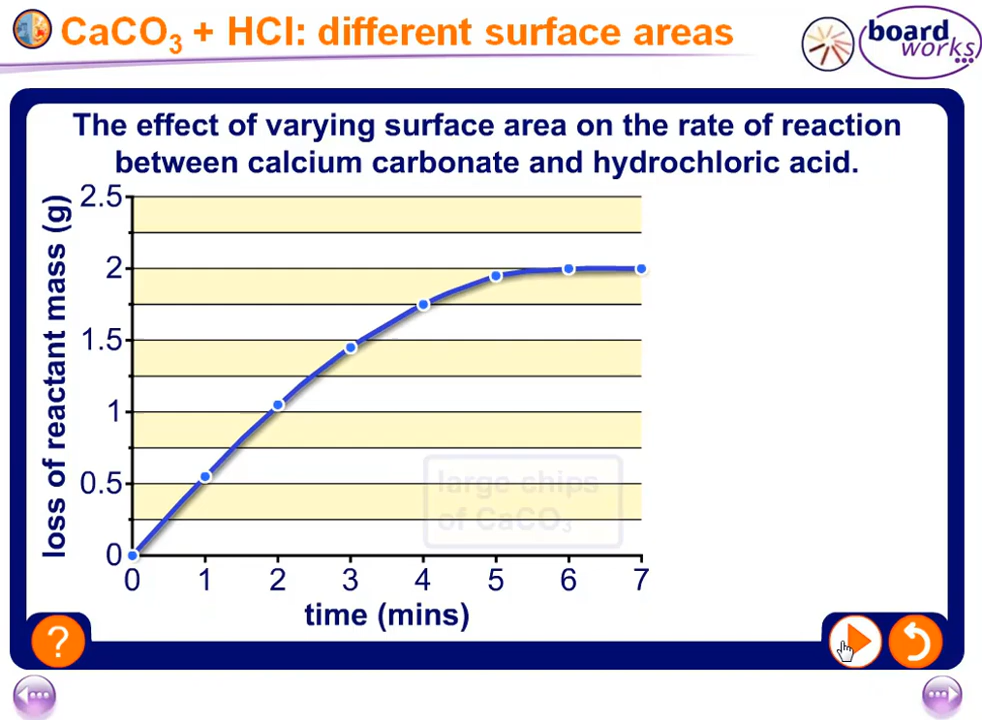 CaCO₃ + HCl: different surface areas
board
works
The effect of varying surface area on the rate of reaction
between calcium carbonate and hydrochloric acid.
loss of reactant mass (g)
2.5
2
1.5
1
0.5
0
large chips
of CaCO₃
0 1 2 3 4 5 6 7
time (mins)
?